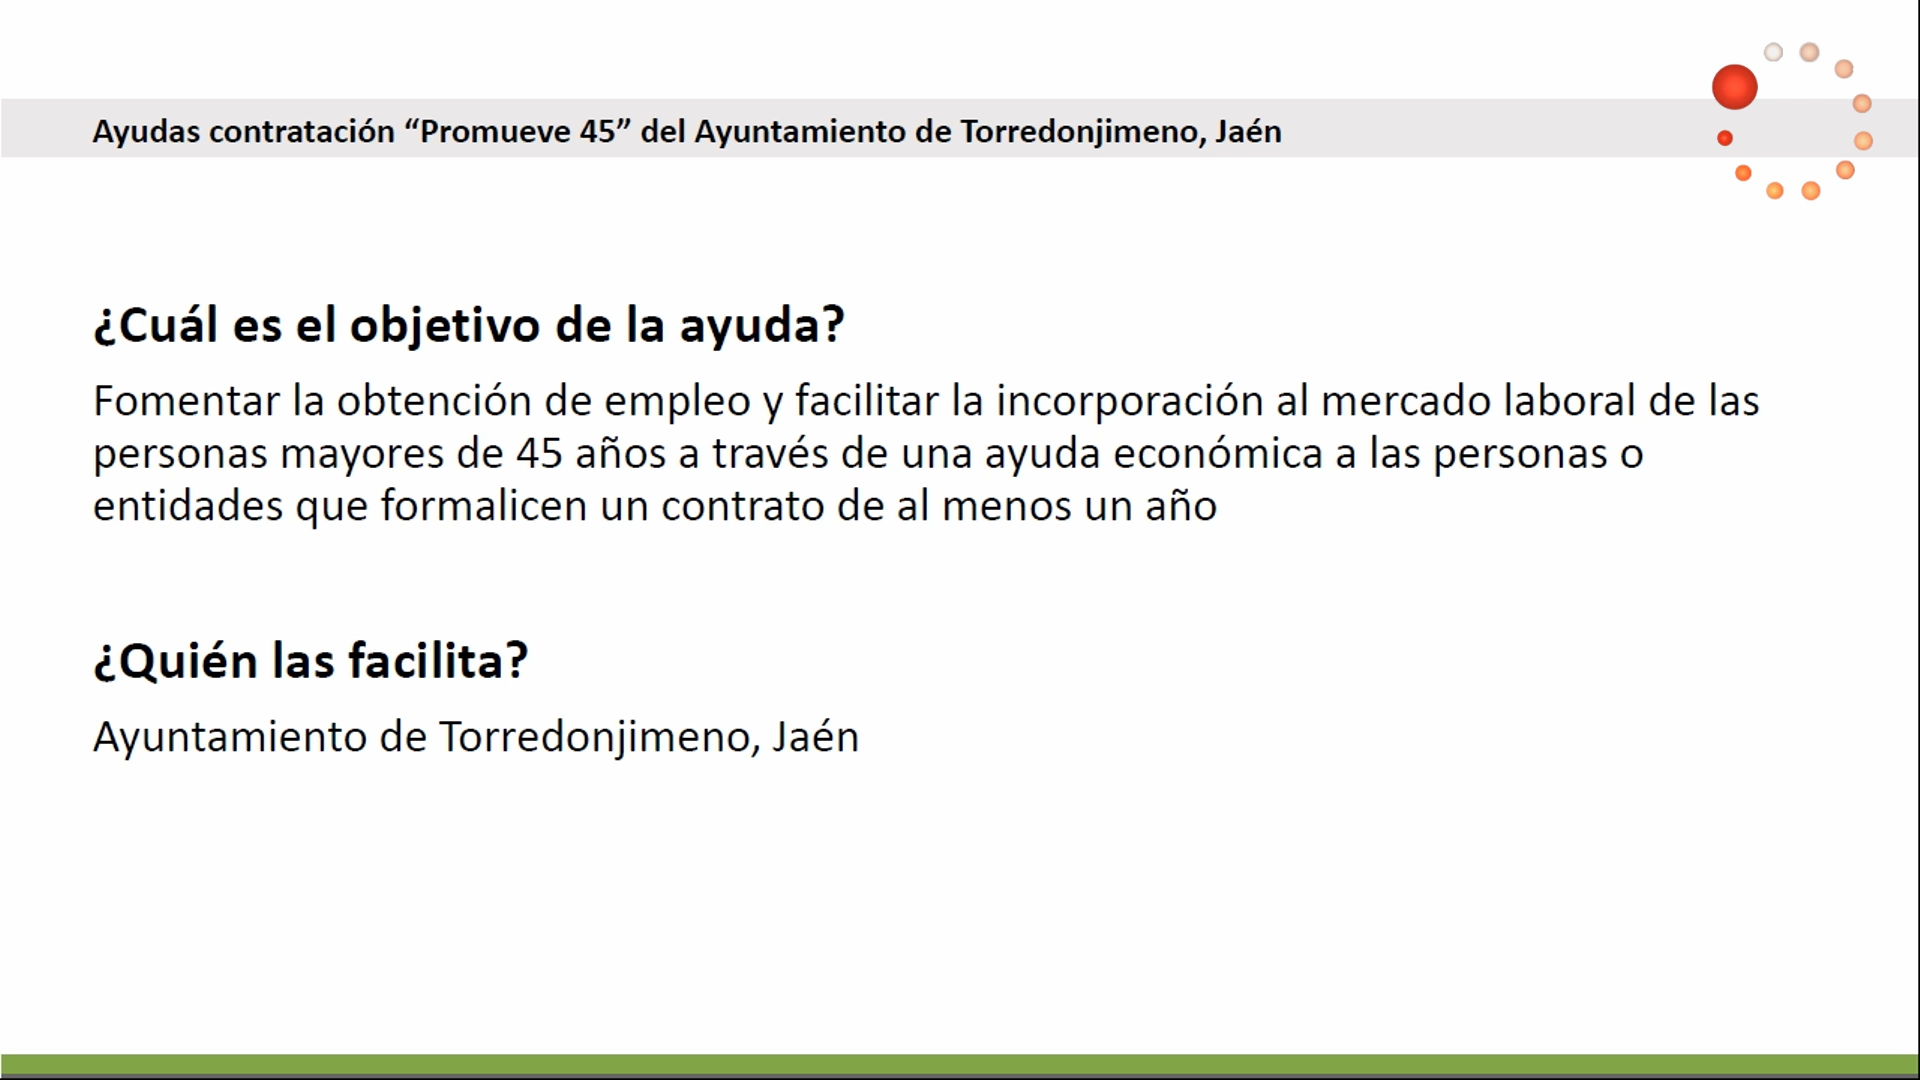 Ayudas contratación “Promueve 45” del Ayuntamiento de Torredonjimeno, Jaén
¿Cuál es el objetivo de la ayuda?
Fomentar la obtención de empleo y facilitar la incorporación al mercado laboral de las
personas mayores de 45 años a través de una ayuda económica a las personas o
entidades que formalicen un contrato de al menos un año
¿Quién las facilita?
Ayuntamiento de Torredonjimeno, Jaén